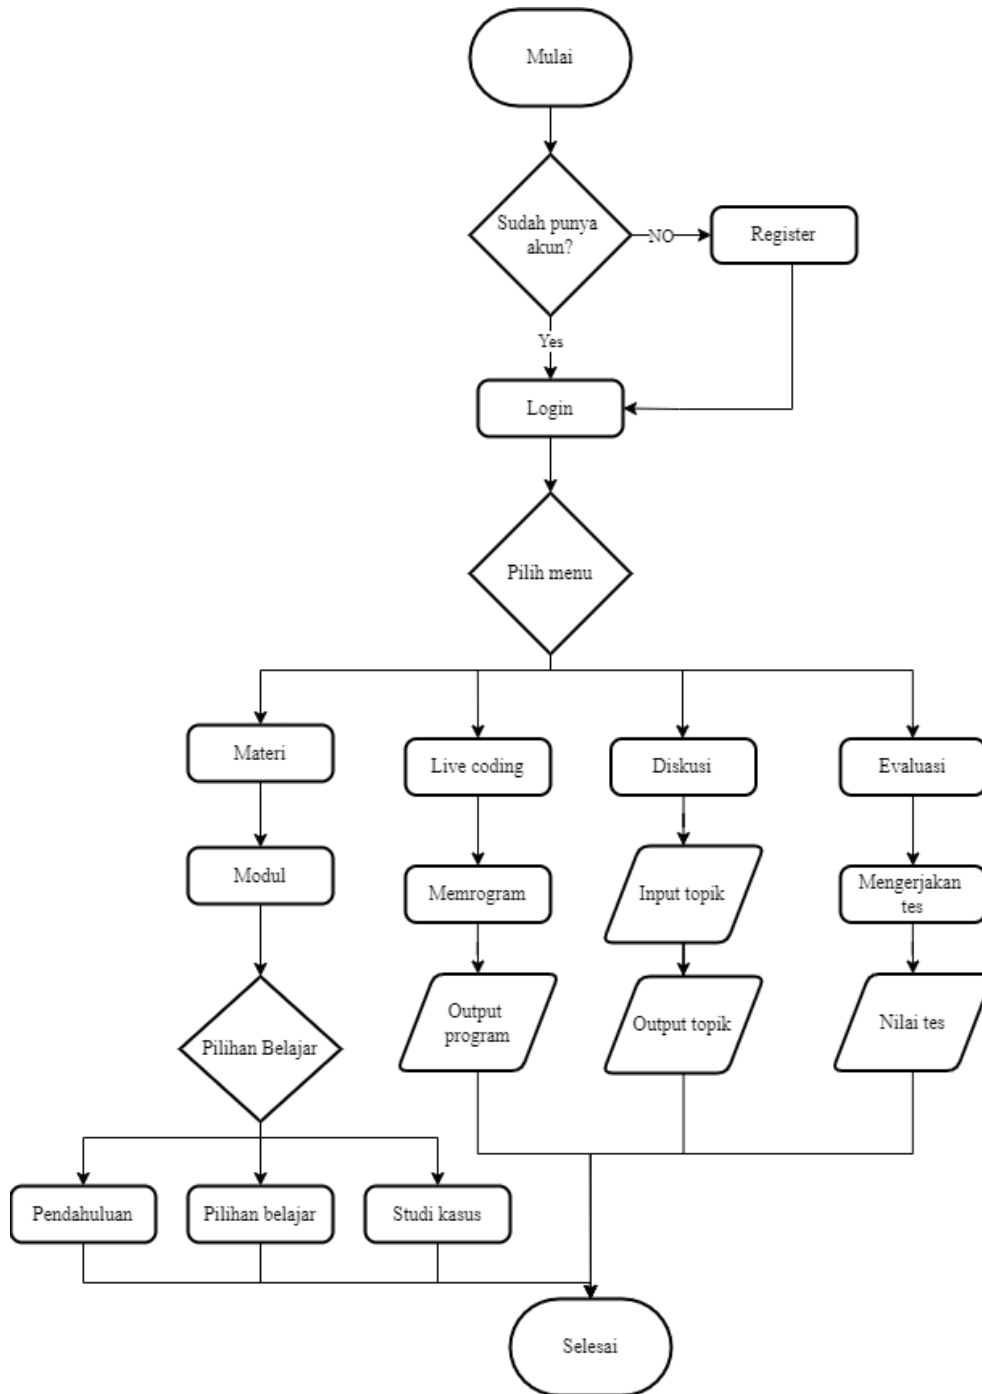 Mulai
Sudah punya
akun?
NO
Register
Yes
Login
Pilih menu
Materi
Live coding
Diskusi
Evaluasi
Modul
Memrogram
Input topik
Mengerjakan
tes
Pilihan Belajar
Output
program
Output topik
Nilai tes
Pendahuluan
Pilihan belajar
Studi kasus
Selesai